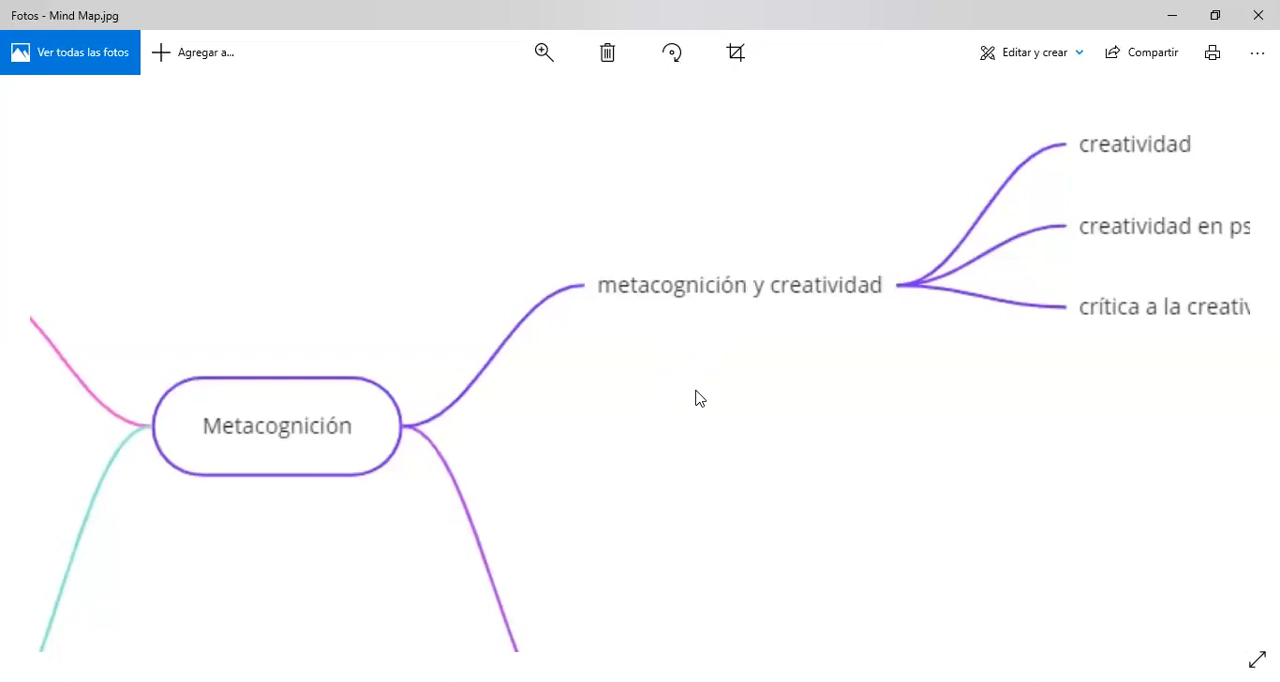 Fotos - Mind Map.jpg
Ver todas las fotos
Agregar a...
Editar y crear
Compartir
creatividad
creatividad en ps
metacognición y creatividad
crítica a la creativ
Metacognición